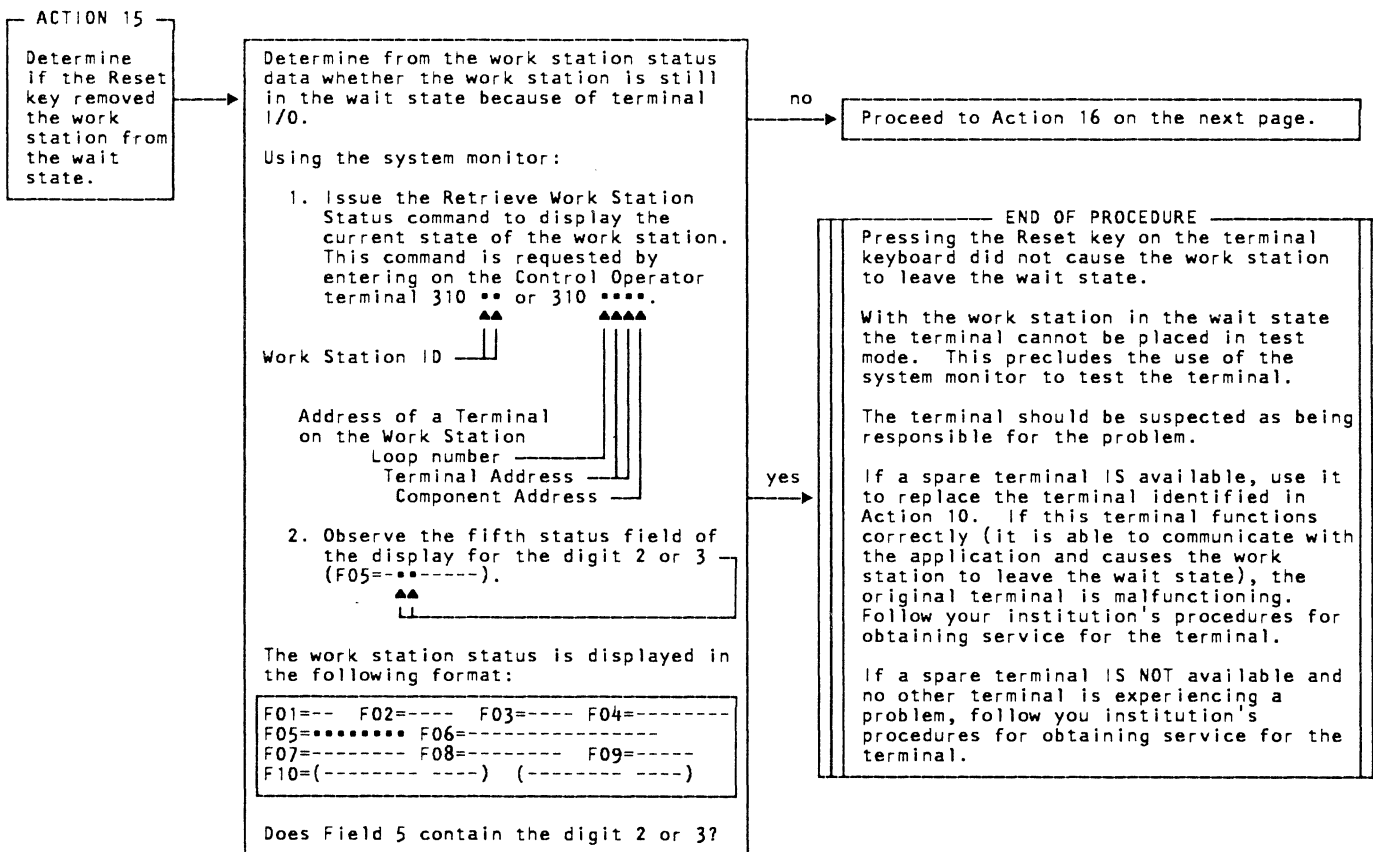 ACTION 15
Determine
if the Reset
key removed
the work
station from
the wait
state.
Determine from the work station status
data whether the work station is still
in the wait state because of terminal
I/O.
Using the system monitor:
1. Issue the Retrieve Work Station
Status command to display the
current state of the work station.
This command is requested by
entering on the Control Operator
terminal 310 ▪▪ or 310 ▪▪▪▪.
Work Station ID
Address of a Terminal
on the Work Station
Loop number
Terminal Address
Component Address
2. Observe the fifth status field of
the display for the digit 2 or 3
(F05=-▪▪-----).
The work station status is displayed in
the following format:
F01=-- F02=---- F03=---- F04=--------
F05=▪▪▪▪▪▪▪▪ F06=----------------
F07=-------- F08=-------- F09=-----
F10=(-------- ----) (-------- ----)
Does Field 5 contain the digit 2 or 3?
no
Proceed to Action 16 on the next page.
yes
END OF PROCEDURE
Pressing the Reset key on the terminal
keyboard did not cause the work station
to leave the wait state.
With the work station in the wait state
the terminal cannot be placed in test
mode. This precludes the use of the
system monitor to test the terminal.
The terminal should be suspected as being
responsible for the problem.
If a spare terminal IS available, use it
to replace the terminal identified in
Action 10. If this terminal functions
correctly (it is able to communicate with
the application and causes the work
station to leave the wait state), the
original terminal is malfunctioning.
Follow your institution's procedures for
obtaining service for the terminal.
If a spare terminal IS NOT available and
no other terminal is experiencing a
problem, follow you institution's
procedures for obtaining service for the
terminal.